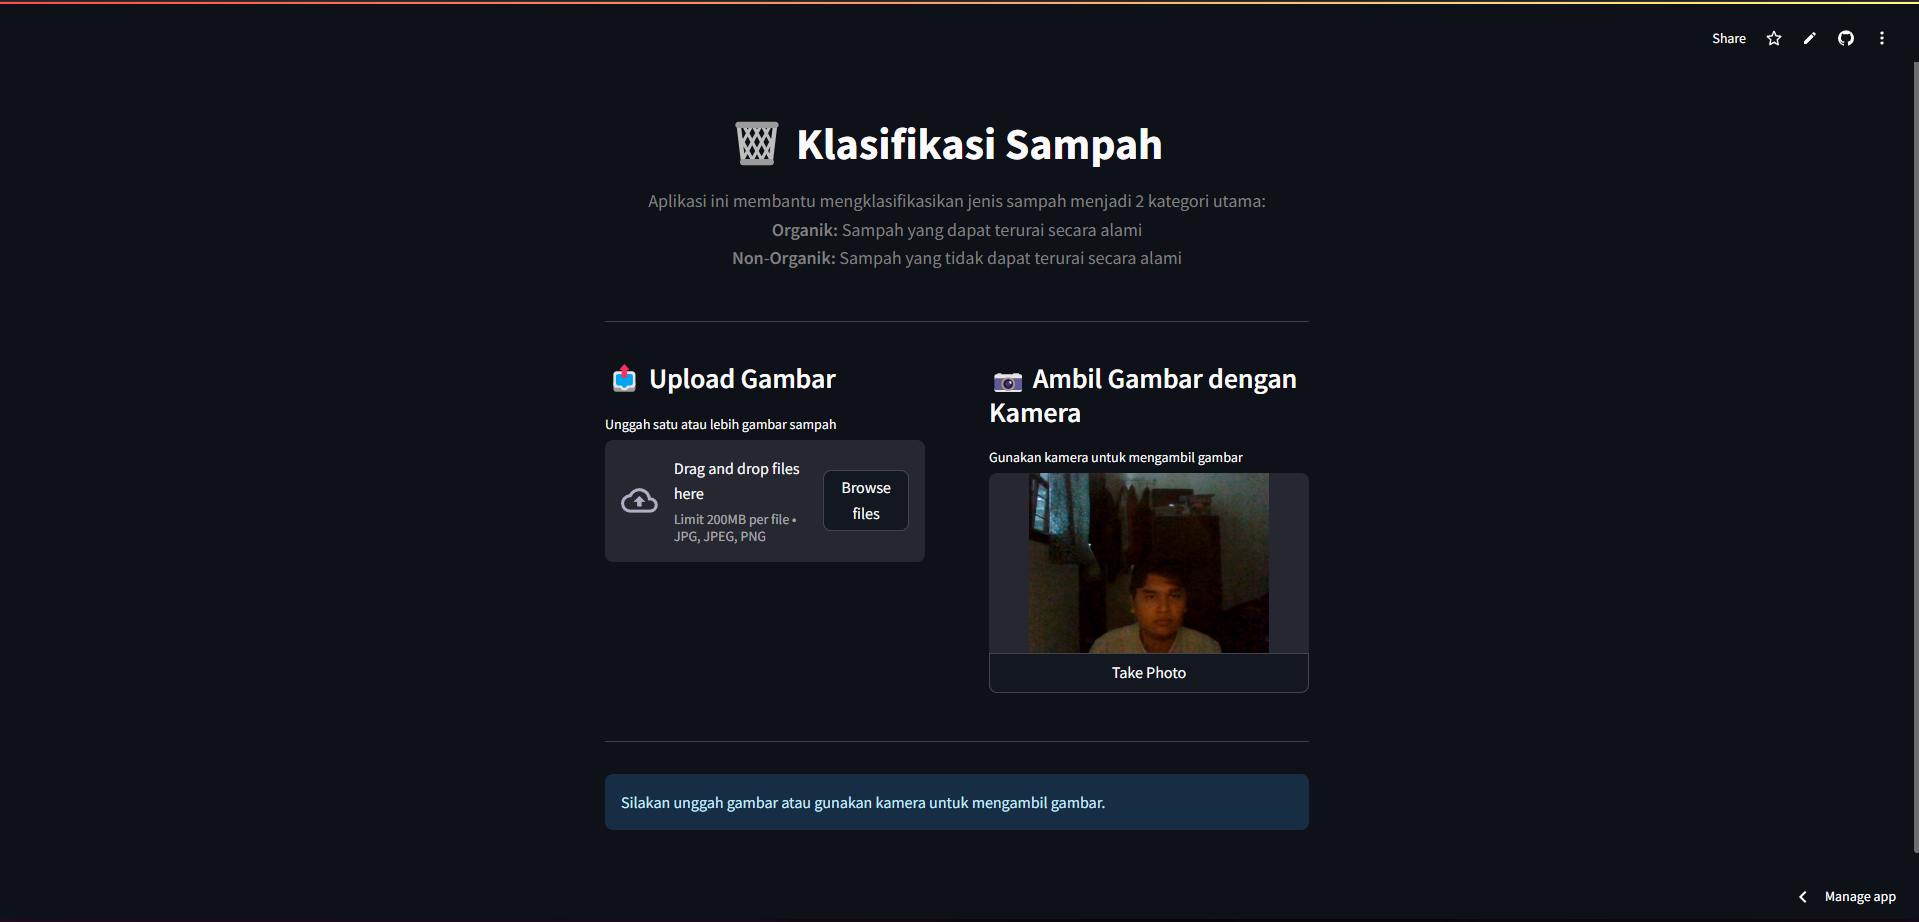 Share
Klasifikasi Sampah
Aplikasi ini membantu mengklasifikasikan jenis sampah menjadi 2 kategori utama:
Organik: Sampah yang dapat terurai secara alami
Non-Organik: Sampah yang tidak dapat terurai secara alami
Upload Gambar
Unggah satu atau lebih gambar sampah
Drag and drop files
here
Limit 200MB per file •
JPG, JPEG, PNG
Browse
files
Ambil Gambar dengan
Kamera
Gunakan kamera untuk mengambil gambar
Take Photo
Silakan unggah gambar atau gunakan kamera untuk mengambil gambar.
Manage app